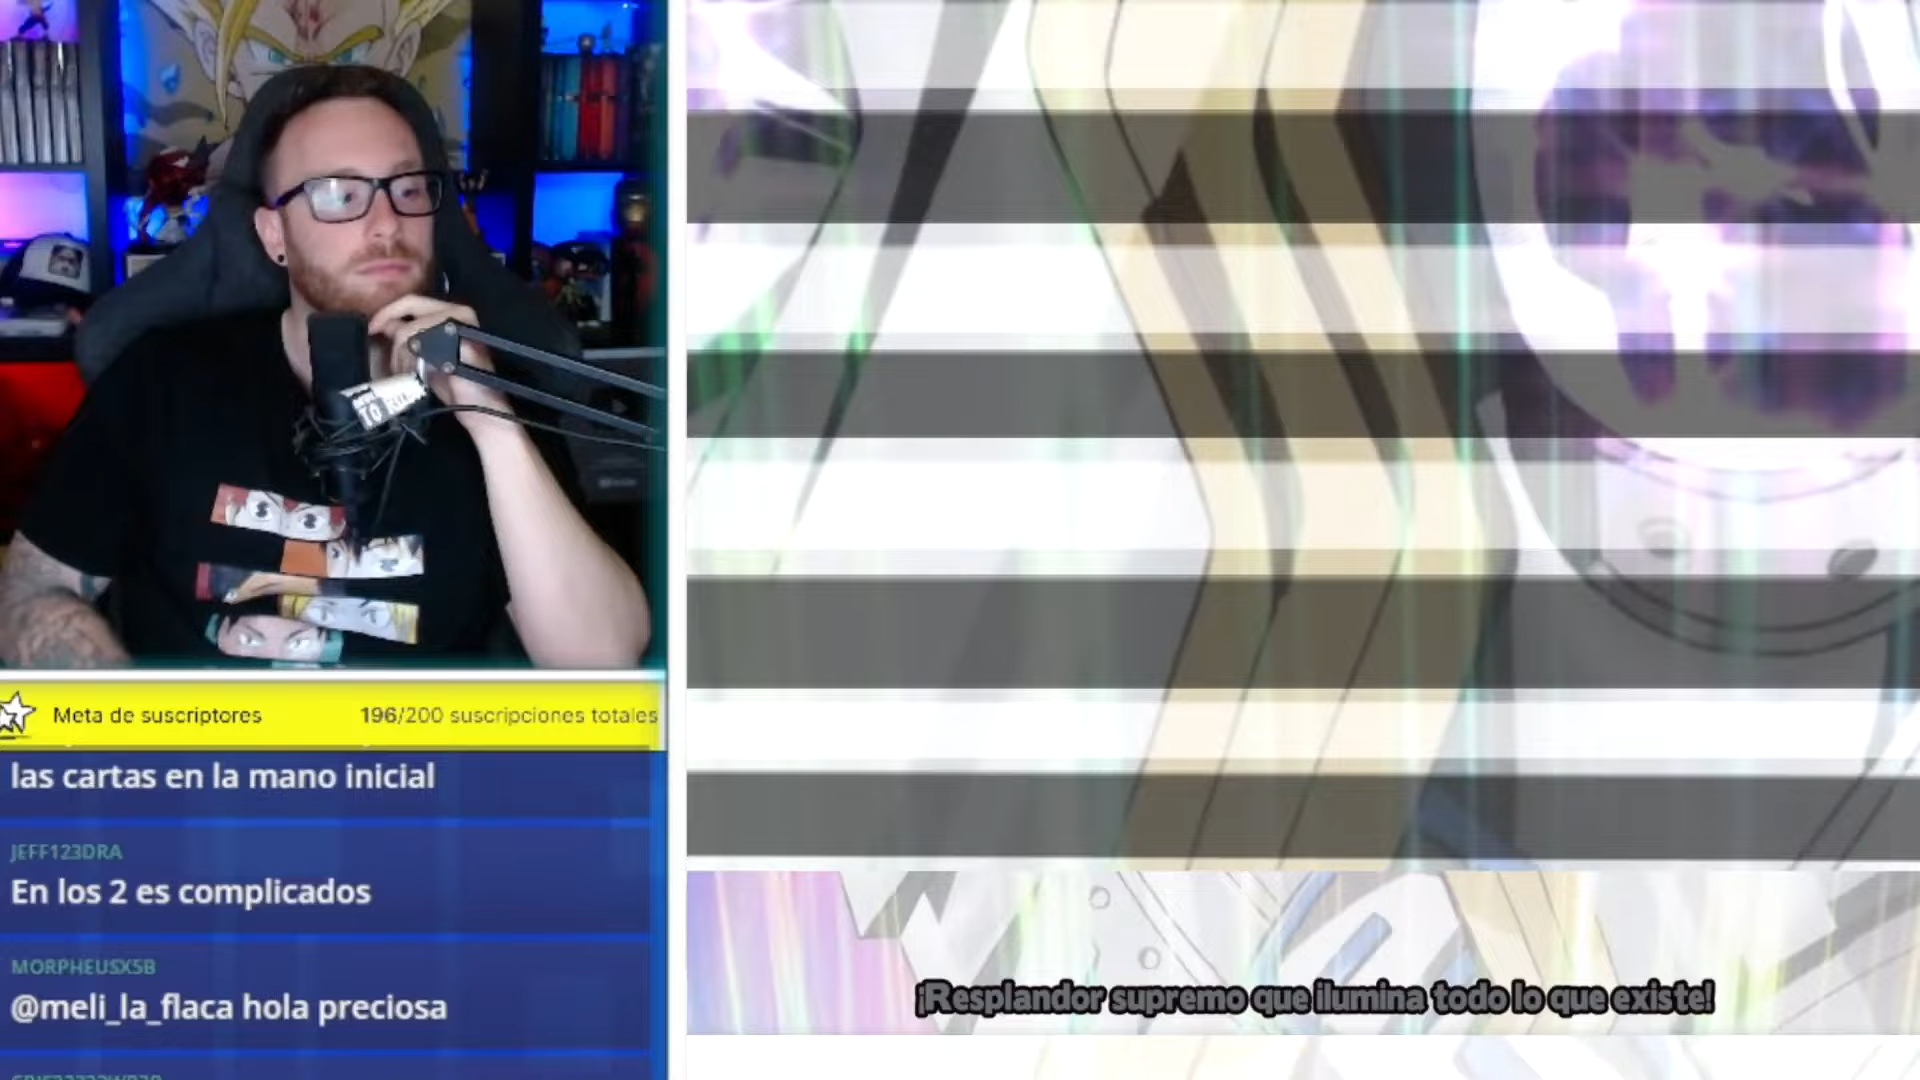 Meta de suscriptores
196/200 suscripciones totales
las cartas en la mano inicial
JEFF123DRA
En los 2 es complicados
MORPHEUSX5B
@meli_la_flaca hola preciosa
¡Resplandor supremo que ilumina todo lo que existe!